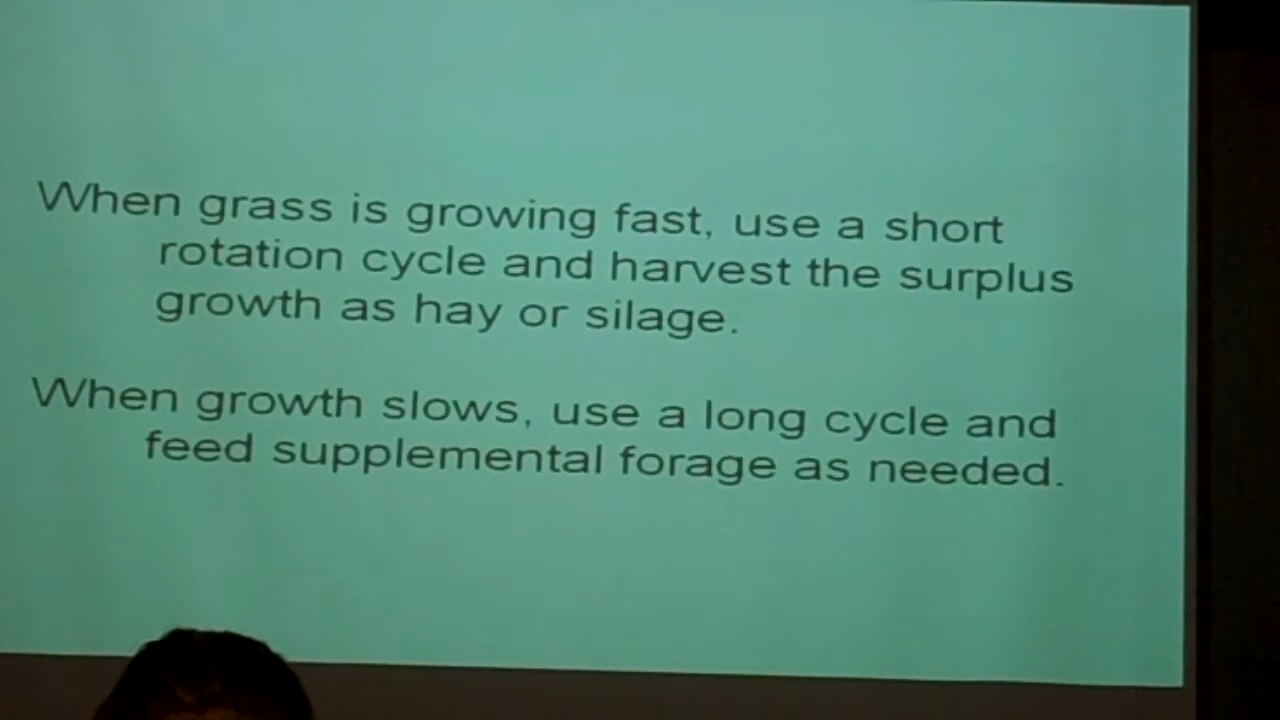 When grass is growing fast, use a short
rotation cycle and harvest the surplus
growth as hay or silage.
When growth slows, use a long cycle and
feed supplemental forage as needed.